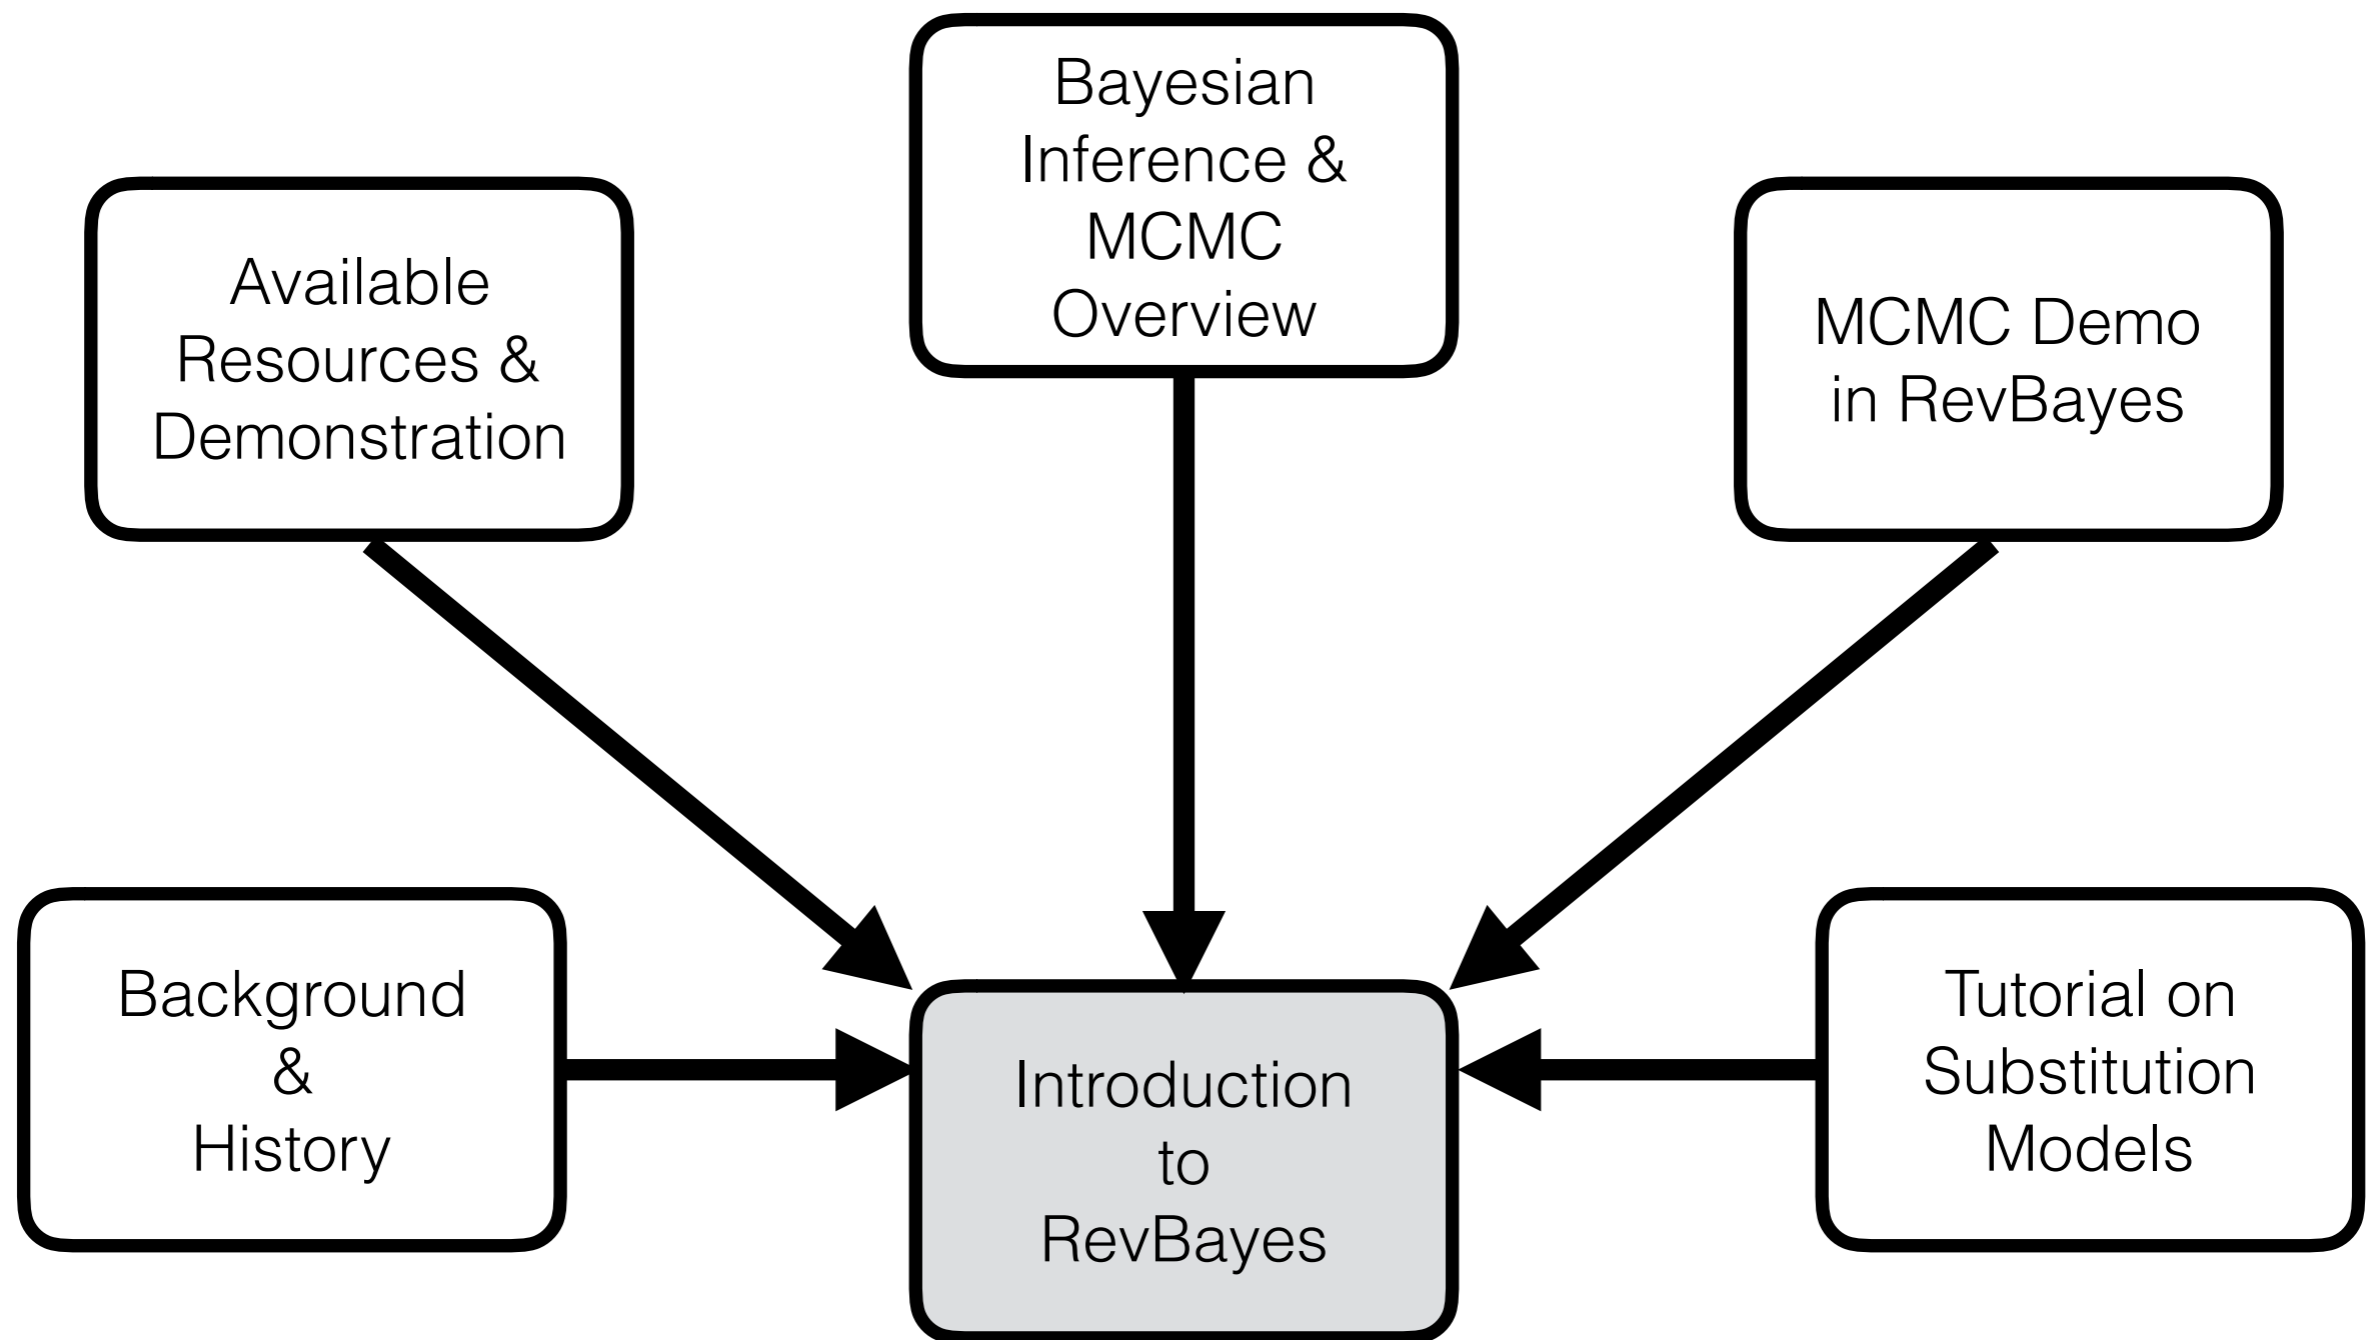 Bayesian
Inference &
MCMC
Overview
Available
Resources &
Demonstration
MCMC Demo
in RevBayes
Background
&
History
Introduction
to
RevBayes
Tutorial on
Substitution
Models